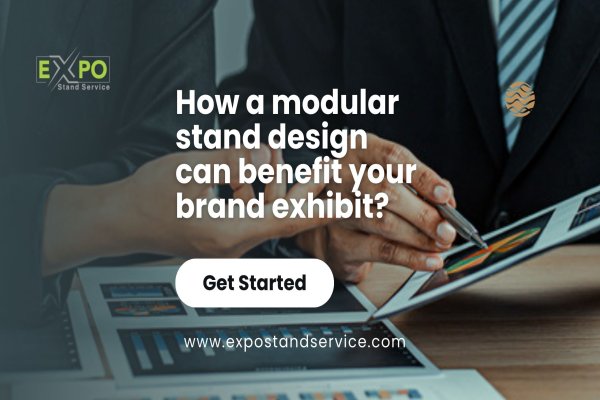 EXPO
Stand Service
How a modular
stand design
can benefit your
brand exhibit?
Get Started
www.expostandservice.com